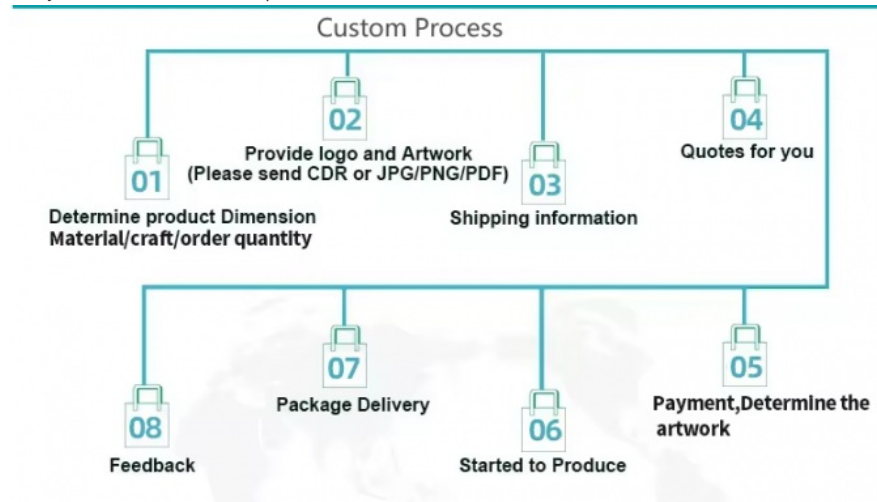 Custom Process
01
Determine product Dimension
Material/craft/order quantity
02
Provide logo and Artwork
(Please send CDR or JPG/PNG/PDF)
03
Shipping information
04
Quotes for you
05
Payment,Determine the
artwork
06
Started to Produce
07
Package Delivery
08
Feedback